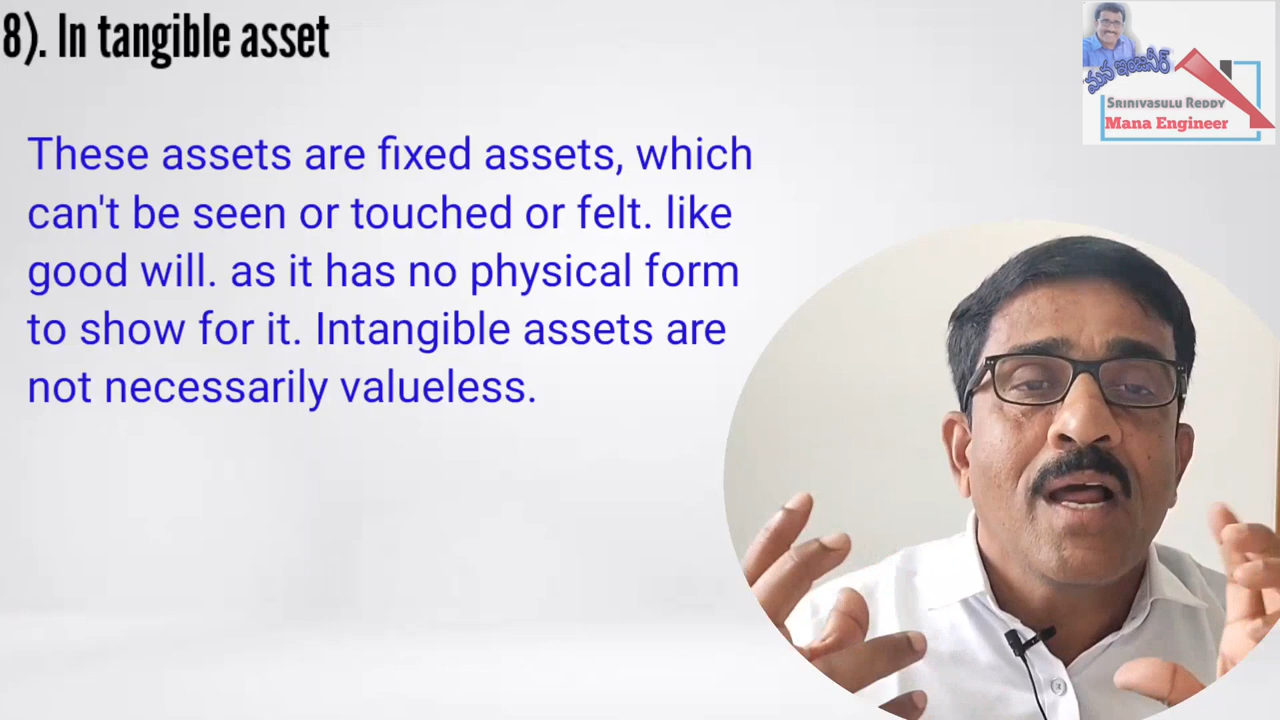 8). In tangible asset
These assets are fixed assets, which
can't be seen or touched or felt. like
good will. as it has no physical form
to show for it. Intangible assets are
not necessarily valueless.
మన ఇంజనీర్
Srinivasulu Reddy
Mana Engineer